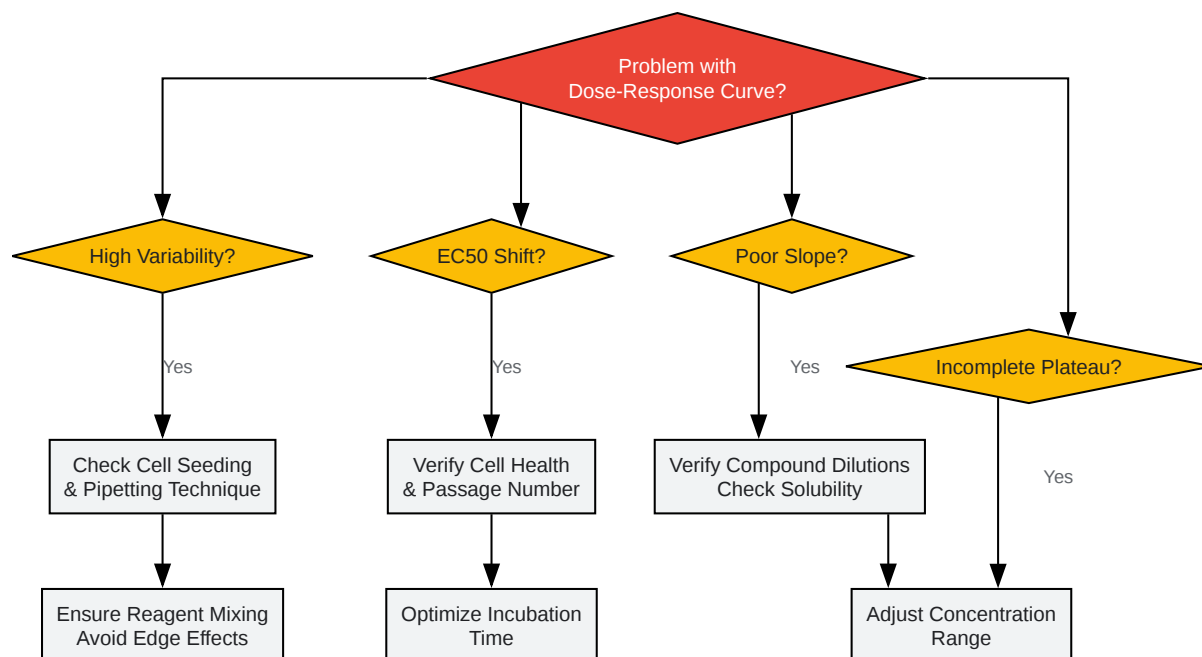 Problem with
Dose-Response Curve?
High Variability?
EC50 Shift?
Poor Slope?
Incomplete Plateau?
Yes
Yes
Yes
Yes
Check Cell Seeding
& Pipetting Technique
Verify Cell Health
& Passage Number
Verify Compound Dilutions
Check Solubility
Ensure Reagent Mixing
Avoid Edge Effects
Optimize Incubation
Time
Adjust Concentration
Range